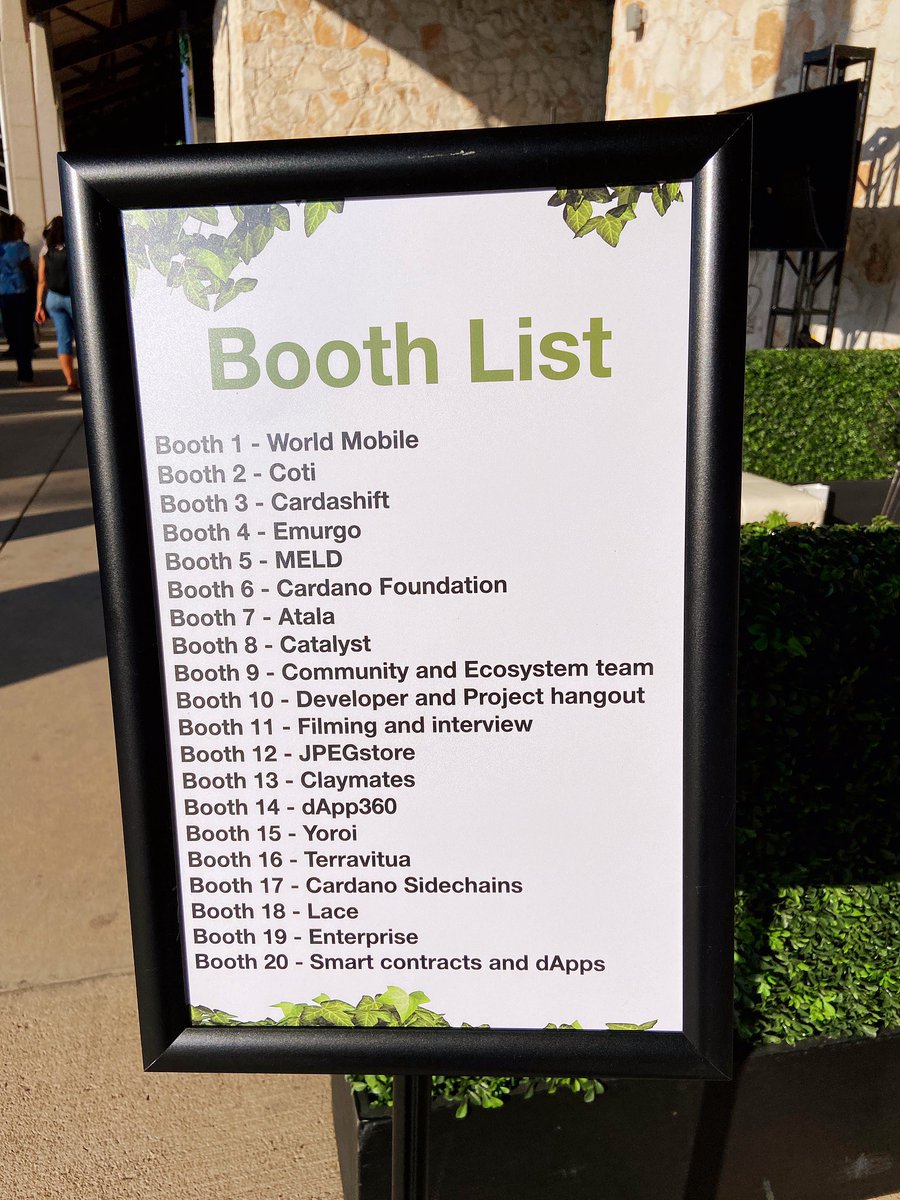 Booth List
Booth 1 - World Mobile
Booth 2 - Coti
Booth 3 - Cardashift
Booth 4 - Emurgo
Booth 5 - MELD
Booth 6 - Cardano Foundation
Booth 7 - Atala
Booth 8 - Catalyst
Booth 9 - Community and Ecosystem team
Booth 10 - Developer and Project hangout
Booth 11 - Filming and interview
Booth 12 - JPEGstore
Booth 13 - Claymates
Booth 14 - dApp360
Booth 15 - Yoroi
Booth 16 - Terravitua
Booth 17 - Cardano Sidechains
Booth 18 - Lace
Booth 19 - Enterprise
Booth 20 - Smart contracts and dApps